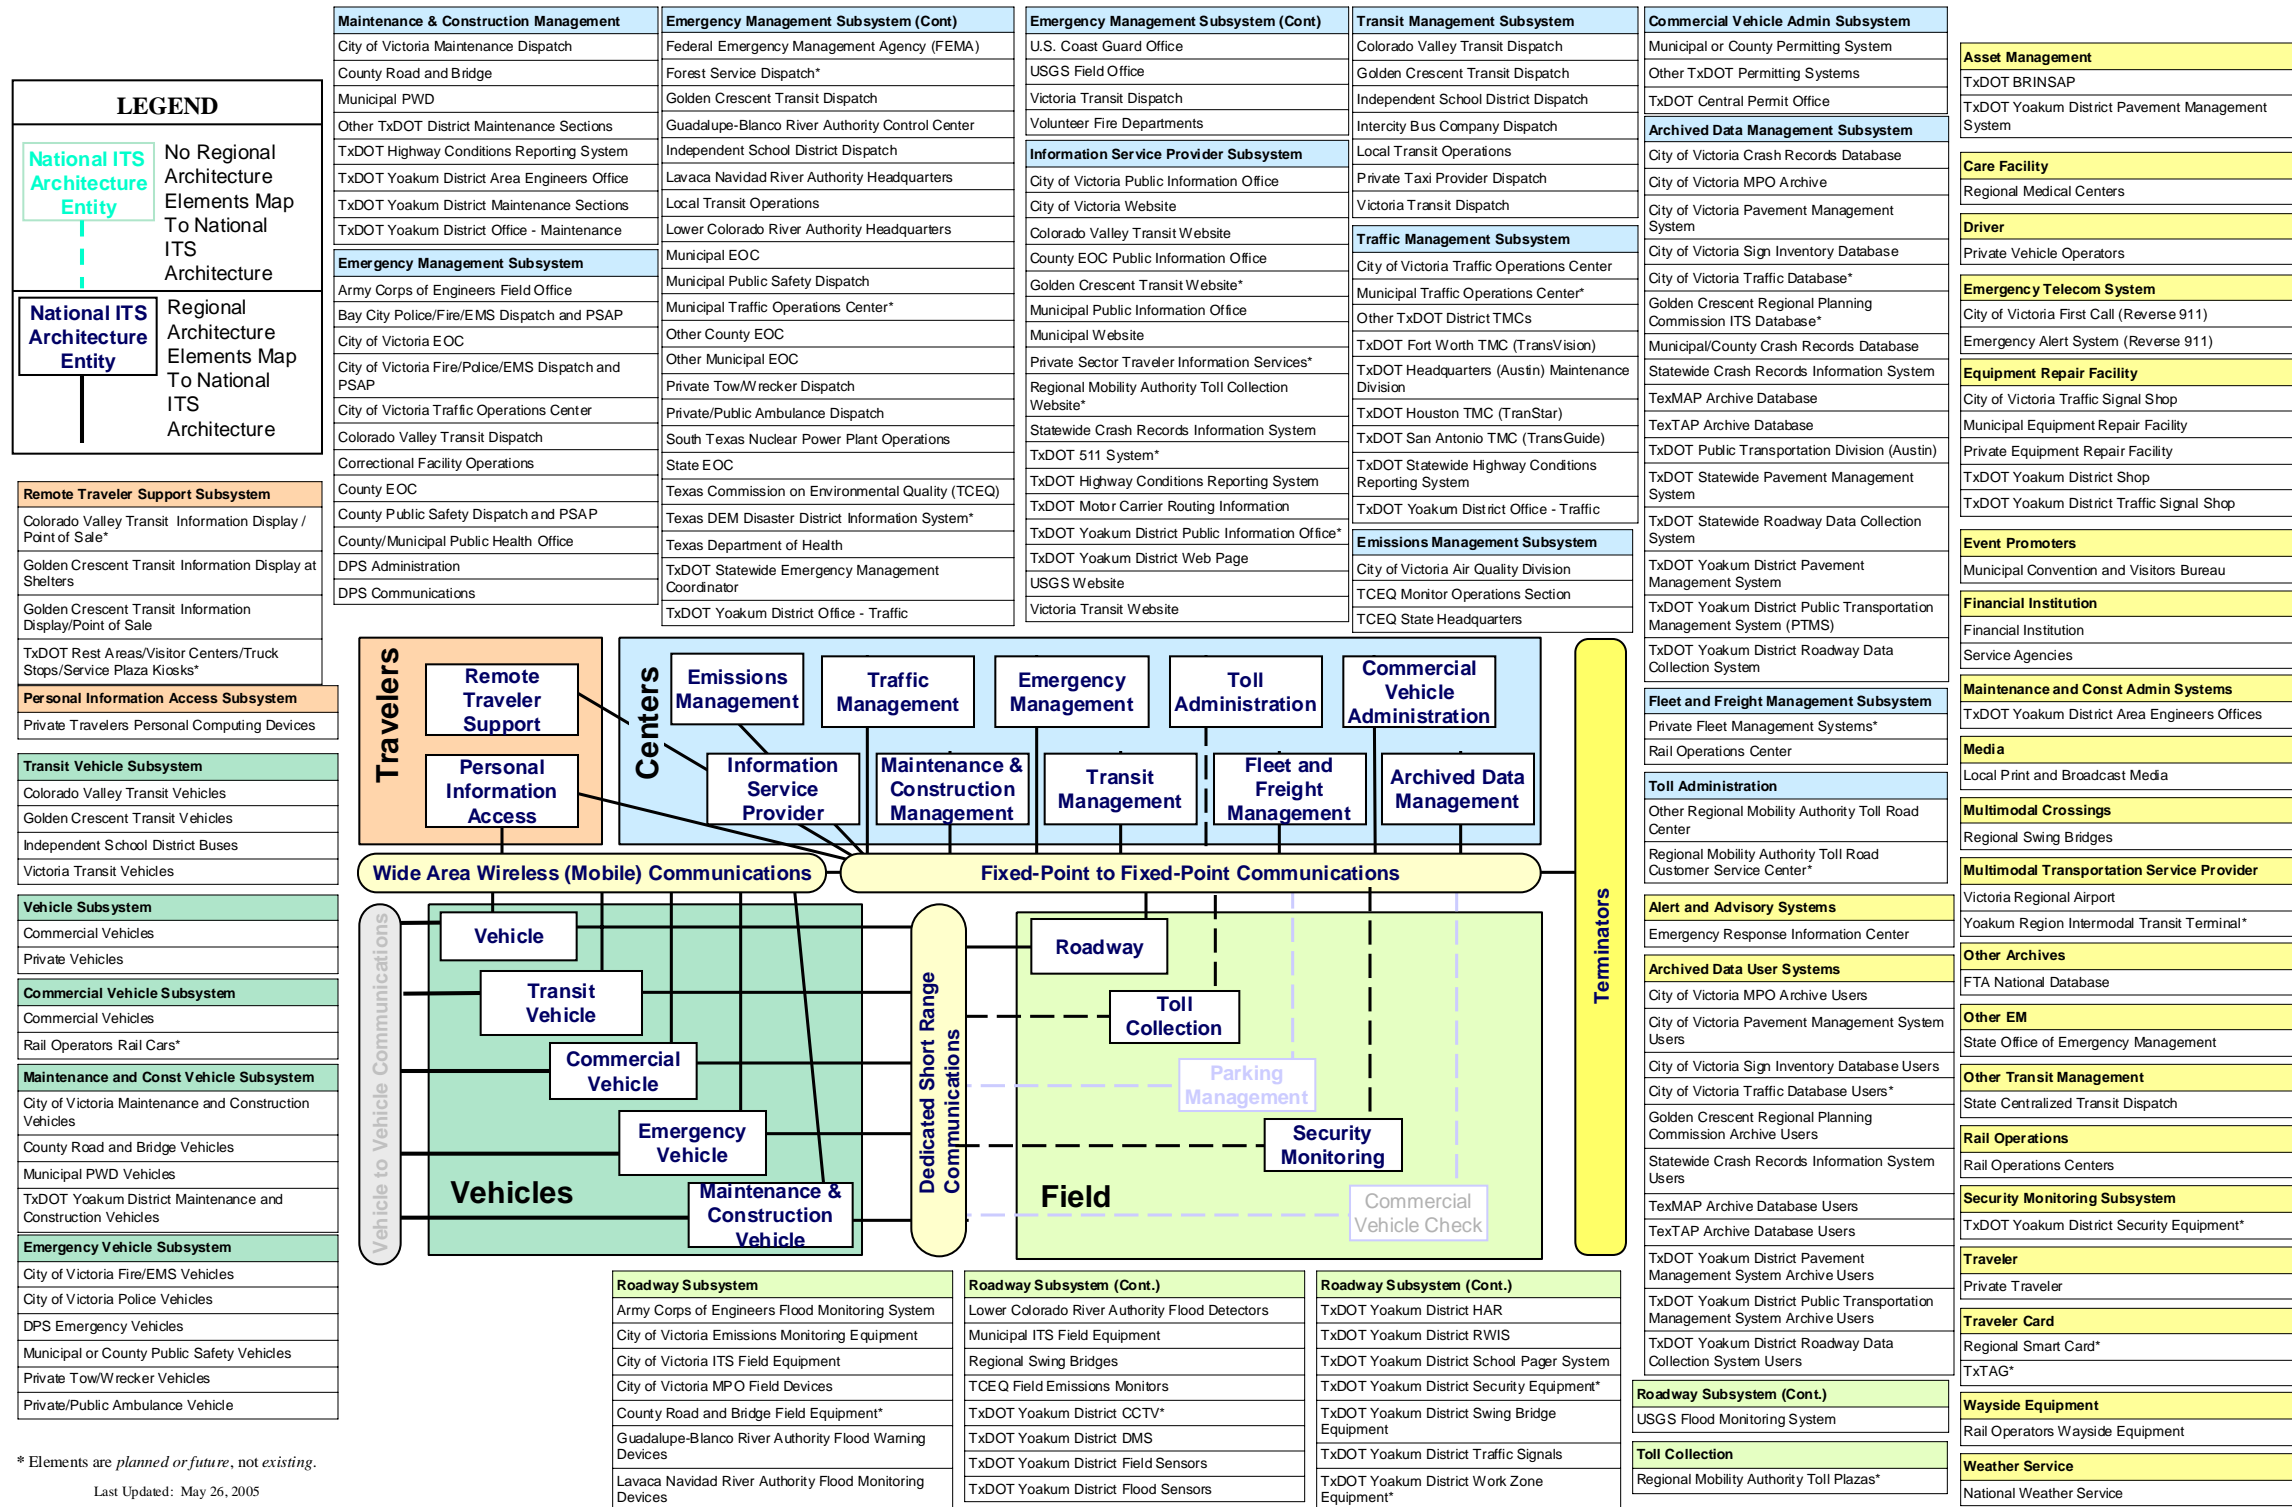 LEGEND
National ITS
Architecture
Entity
No Regional
Architecture
Elements Map
To National
ITS
Architecture
National ITS
Architecture
Entity
Regional
Architecture
Elements Map
To National
ITS
Architecture
Remote Traveler Support Subsystem
Colorado Valley Transit Information Display /
Point of Sale*
Golden Crescent Transit Information Display at
Shelters
Golden Crescent Transit Information
Display/Point of Sale
TxDOT Rest Areas/Visitor Centers/Truck
Stops/Service Plaza Kiosks*
Personal Information Access Subsystem
Private Travelers Personal Computing Devices
Transit Vehicle Subsystem
Colorado Valley Transit Vehicles
Golden Crescent Transit Vehicles
Independent School District Buses
Victoria Transit Vehicles
Vehicle Subsystem
Commercial Vehicles
Private Vehicles
Commercial Vehicle Subsystem
Commercial Vehicles
Rail Operators Rail Cars*
Maintenance and Const Vehicle Subsystem
City of Victoria Maintenance and Construction
Vehicles
County Road and Bridge Vehicles
Municipal PWD Vehicles
TxDOT Yoakum District Maintenance and
Construction Vehicles
Emergency Vehicle Subsystem
City of Victoria Fire/EMS Vehicles
City of Victoria Police Vehicles
DPS Emergency Vehicles
Municipal or County Public Safety Vehicles
Private Tow/Wrecker Vehicles
Private/Public Ambulance Vehicle
* Elements are planned or future, not existing.
Last Updated: May 26, 2005
Maintenance & Construction Management
City of Victoria Maintenance Dispatch
County Road and Bridge
Municipal PWD
Other TxDOT District Maintenance Sections
TxDOT Highway Conditions Reporting System
TxDOT Yoakum District Area Engineers Office
TxDOT Yoakum District Maintenance Sections
TxDOT Yoakum District Office - Maintenance
Emergency Management Subsystem
Army Corps of Engineers Field Office
Bay City Police/Fire/EMS Dispatch and PSAP
City of Victoria EOC
City of Victoria Fire/Police/EMS Dispatch and
PSAP
City of Victoria Traffic Operations Center
Colorado Valley Transit Dispatch
Correctional Facility Operations
County EOC
County Public Safety Dispatch and PSAP
County/Municipal Public Health Office
DPS Administration
DPS Communications
Emergency Management Subsystem (Cont)
Federal Emergency Management Agency (FEMA)
Forest Service Dispatch*
Golden Crescent Transit Dispatch
Guadalupe-Blanco River Authority Control Center
Independent School District Dispatch
Lavaca Navidad River Authority Headquarters
Local Transit Operations
Lower Colorado River Authority Headquarters
Municipal EOC
Municipal Public Safety Dispatch
Municipal Traffic Operations Center*
Other County EOC
Other Municipal EOC
Private Tow/Wrecker Dispatch
Private/Public Ambulance Dispatch
South Texas Nuclear Power Plant Operations
State EOC
Texas Commission on Environmental Quality (TCEQ)
Texas DEM Disaster District Information System*
Texas Department of Health
TxDOT Statewide Emergency Management
Coordinator
TxDOT Yoakum District Office - Traffic
Emergency Management Subsystem (Cont)
U.S. Coast Guard Office
USGS Field Office
Victoria Transit Dispatch
Volunteer Fire Departments
Information Service Provider Subsystem
City of Victoria Public Information Office
City of Victoria Website
Colorado Valley Transit Website
County EOC Public Information Office
Golden Crescent Transit Website*
Municipal Public Information Office
Municipal Website
Private Sector Traveler Information Services*
Regional Mobility Authority Toll Collection
Website*
Statewide Crash Records Information System
TxDOT 511 System*
TxDOT Highway Conditions Reporting System
TxDOT Motor Carrier Routing Information
TxDOT Yoakum District Public Information Office*
TxDOT Yoakum District Web Page
USGS Website
Victoria Transit Website
Transit Management Subsystem
Colorado Valley Transit Dispatch
Golden Crescent Transit Dispatch
Independent School District Dispatch
Intercity Bus Company Dispatch
Local Transit Operations
Private Taxi Provider Dispatch
Victoria Transit Dispatch
Traffic Management Subsystem
City of Victoria Traffic Operations Center
Municipal Traffic Operations Center*
Other TxDOT District TMCs
TxDOT Fort Worth TMC (TransVision)
TxDOT Headquarters (Austin) Maintenance
Division
TxDOT Houston TMC (TranStar)
TxDOT San Antonio TMC (TransGuide)
TxDOT Statewide Highway Conditions
Reporting System
TxDOT Yoakum District Office - Traffic
Emissions Management Subsystem
City of Victoria Air Quality Division
TCEQ Monitor Operations Section
TCEQ State Headquarters
Commercial Vehicle Admin Subsystem
Municipal or County Permitting System
Other TxDOT Permitting Systems
TxDOT Central Permit Office
Archived Data Management Subsystem
City of Victoria Crash Records Database
City of Victoria MPO Archive
City of Victoria Pavement Management
System
City of Victoria Sign Inventory Database
City of Victoria Traffic Database*
Golden Crescent Regional Planning
Commission ITS Database*
Municipal/County Crash Records Database
Statewide Crash Records Information System
TexMAP Archive Database
TexTAP Archive Database
TxDOT Public Transportation Division (Austin)
TxDOT Statewide Pavement Management
System
TxDOT Statewide Roadway Data Collection
System
TxDOT Yoakum District Pavement
Management System
TxDOT Yoakum District Public Transportation
Management System (PTMS)
TxDOT Yoakum District Roadway Data
Collection System
Fleet and Freight Management Subsystem
Private Fleet Management Systems*
Rail Operations Center
Toll Administration
Other Regional Mobility Authority Toll Road
Center
Regional Mobility Authority Toll Road
Customer Service Center*
Alert and Advisory Systems
Emergency Response Information Center
Archived Data User Systems
City of Victoria MPO Archive Users
City of Victoria Pavement Management System
Users
City of Victoria Sign Inventory Database Users
City of Victoria Traffic Database Users*
Golden Crescent Regional Planning
Commission Archive Users
Statewide Crash Records Information System
Users
TexMAP Archive Database Users
TexTAP Archive Database Users
TxDOT Yoakum District Pavement
Management System Archive Users
TxDOT Yoakum District Public Transportation
Management System Archive Users
TxDOT Yoakum District Roadway Data
Collection System Users
Roadway Subsystem (Cont.)
USGS Flood Monitoring System
Toll Collection
Regional Mobility Authority Toll Plazas*
Asset Management
TxDOT BRINSAP
TxDOT Yoakum District Pavement Management
System
Care Facility
Regional Medical Centers
Driver
Private Vehicle Operators
Emergency Telecom System
City of Victoria First Call (Reverse 911)
Emergency Alert System (Reverse 911)
Equipment Repair Facility
City of Victoria Traffic Signal Shop
Municipal Equipment Repair Facility
Private Equipment Repair Facility
TxDOT Yoakum District Shop
TxDOT Yoakum District Traffic Signal Shop
Event Promoters
Municipal Convention and Visitors Bureau
Financial Institution
Financial Institution
Service Agencies
Maintenance and Const Admin Systems
TxDOT Yoakum District Area Engineers Offices
Media
Local Print and Broadcast Media
Multimodal Crossings
Regional Swing Bridges
Multimodal Transportation Service Provider
Victoria Regional Airport
Yoakum Region Intermodal Transit Terminal*
Other Archives
FTA National Database
Other EM
State Office of Emergency Management
Other Transit Management
State Centralized Transit Dispatch
Rail Operations
Rail Operations Centers
Security Monitoring Subsystem
TxDOT Yoakum District Security Equipment*
Traveler
Private Traveler
Traveler Card
Regional Smart Card*
TxTAG*
Wayside Equipment
Rail Operators Wayside Equipment
Weather Service
National Weather Service
Travelers
Remote
Traveler
Support
Personal
Information
Access
Centers
Emissions
Management
Traffic
Management
Emergency
Management
Toll
Administration
Commercial
Vehicle
Administration
Information
Service
Provider
Maintenance &
Construction
Management
Transit
Management
Fleet and
Freight
Management
Archived Data
Management
Terminators
Wide Area Wireless (Mobile) Communications
Fixed-Point to Fixed-Point Communications
Vehicle to Vehicle Communications
Vehicle
Transit
Vehicle
Commercial
Vehicle
Emergency
Vehicle
Maintenance &
Construction
Vehicle
Vehicles
Dedicated Short Range
Communications
Roadway
Toll
Collection
Parking
Management
Security
Monitoring
Commercial
Vehicle Check
Field
Roadway Subsystem
Army Corps of Engineers Flood Monitoring System
City of Victoria Emissions Monitoring Equipment
City of Victoria ITS Field Equipment
City of Victoria MPO Field Devices
County Road and Bridge Field Equipment*
Guadalupe-Blanco River Authority Flood Warning
Devices
Lavaca Navidad River Authority Flood Monitoring
Devices
Roadway Subsystem (Cont.)
Lower Colorado River Authority Flood Detectors
Municipal ITS Field Equipment
Regional Swing Bridges
TCEQ Field Emissions Monitors
TxDOT Yoakum District CCTV*
TxDOT Yoakum District DMS
TxDOT Yoakum District Field Sensors
TxDOT Yoakum District Flood Sensors
Roadway Subsystem (Cont.)
TxDOT Yoakum District HAR
TxDOT Yoakum District RWIS
TxDOT Yoakum District School Pager System
TxDOT Yoakum District Security Equipment*
TxDOT Yoakum District Swing Bridge
Equipment
TxDOT Yoakum District Traffic Signals
TxDOT Yoakum District Work Zone
Equipment*